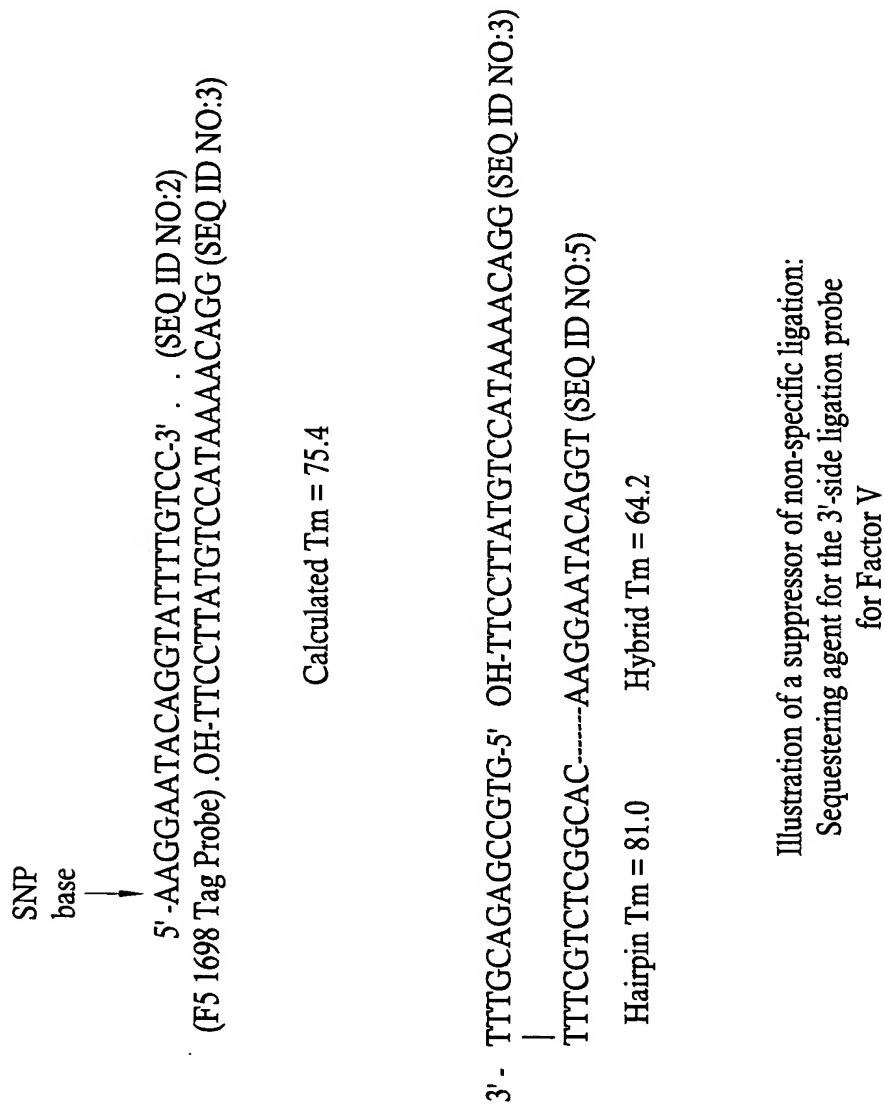 SNP
base
5' -AAGGAATACAGGTATTTTGTCC-3' . . (SEQ ID NO:2)
(F5 1698 Tag Probe) .OH-TTCCTTATGTCCATAAAACAGG (SEQ ID NO:3)
Calculated Tm = 75.4
3' - TTTGCAGAGCCGTG-5' OH-TTCCTTATGTCCATAAAACAGG (SEQ ID NO:3)
TTTCGTCTCGGCAC-------AAGGAATACAGGT (SEQ ID NO:5)
Hairpin Tm = 81.0 Hybrid Tm = 64.2
Illustration of a suppressor of non-specific ligation:
Sequestering agent for the 3'-side ligation probe
for Factor V